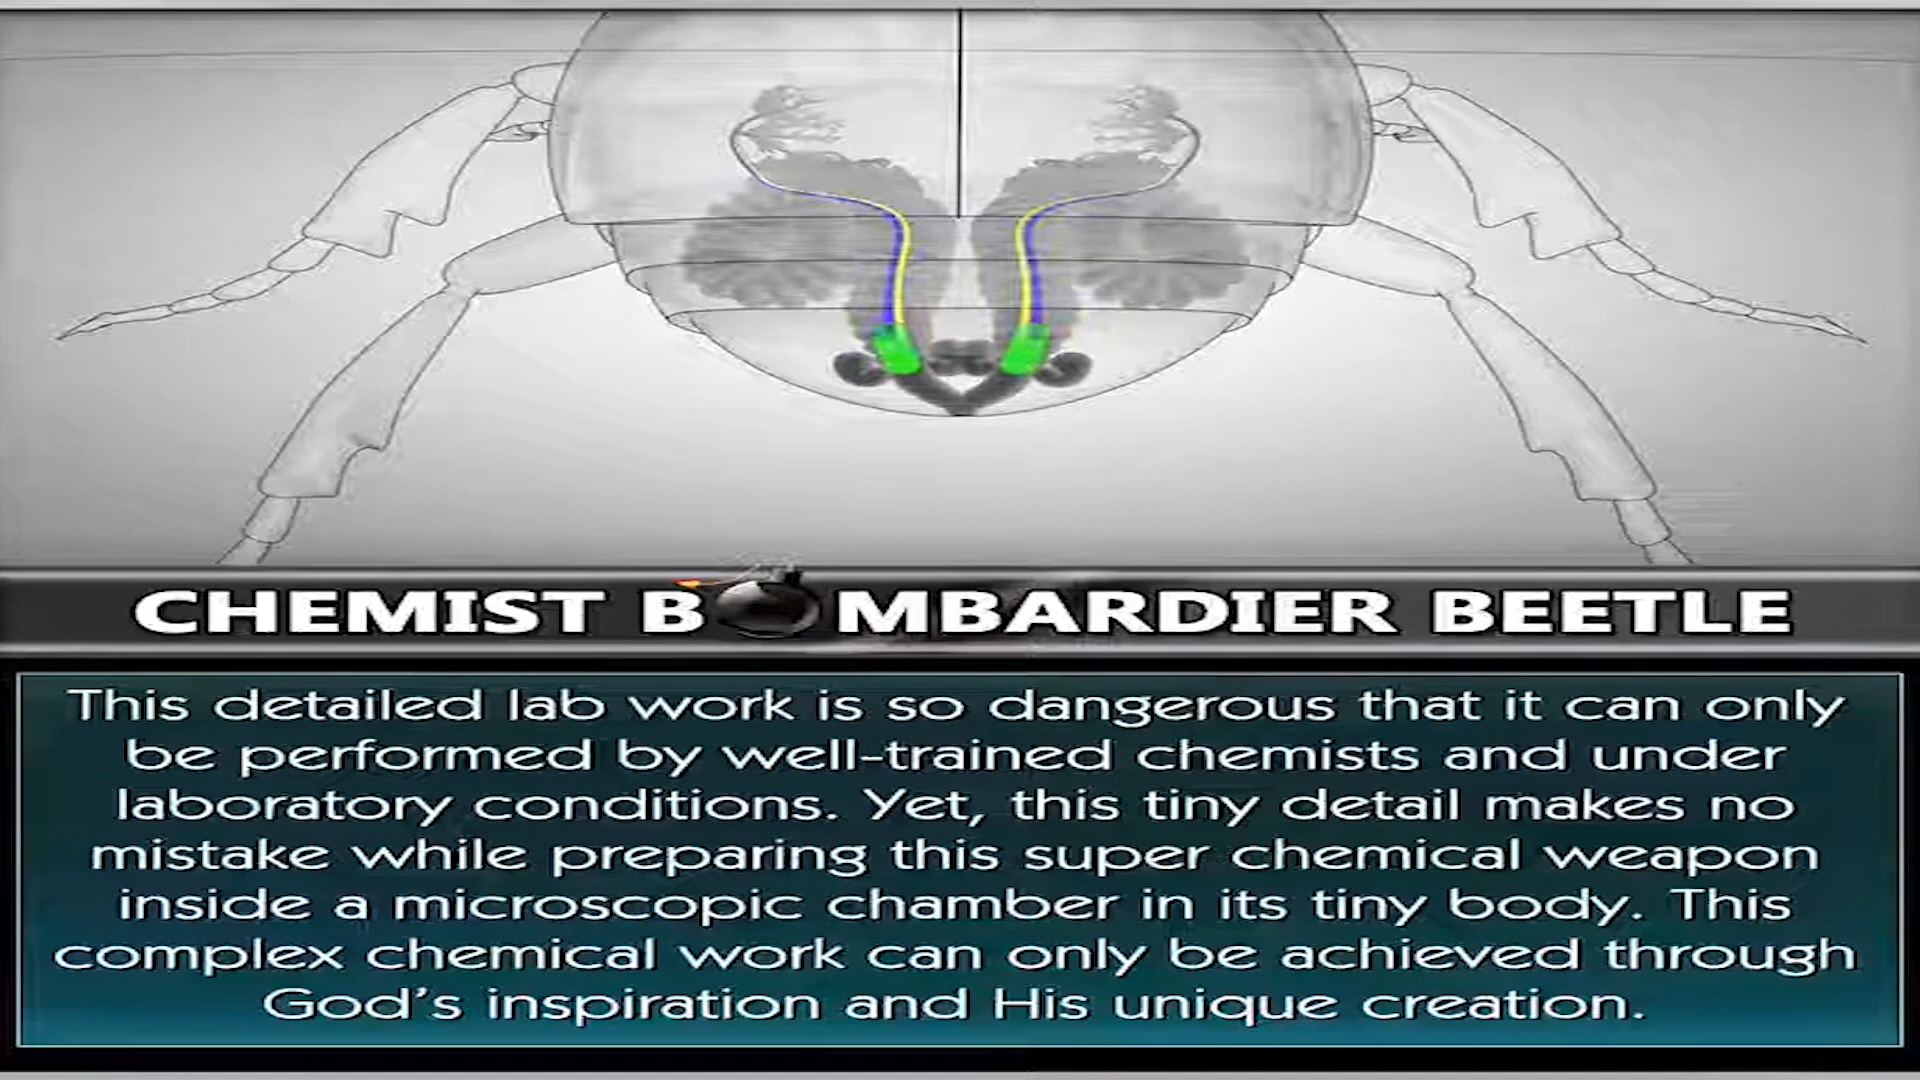 CHEMIST BOMBARDIER BEETLE
This detailed lab work is so dangerous that it can only
be performed by well-trained chemists and under
laboratory conditions. Yet, this tiny detail makes no
mistake while preparing this super chemical weapon
inside a microscopic chamber in its tiny body. This
complex chemical work can only be achieved through
God's inspiration and His unique creation.